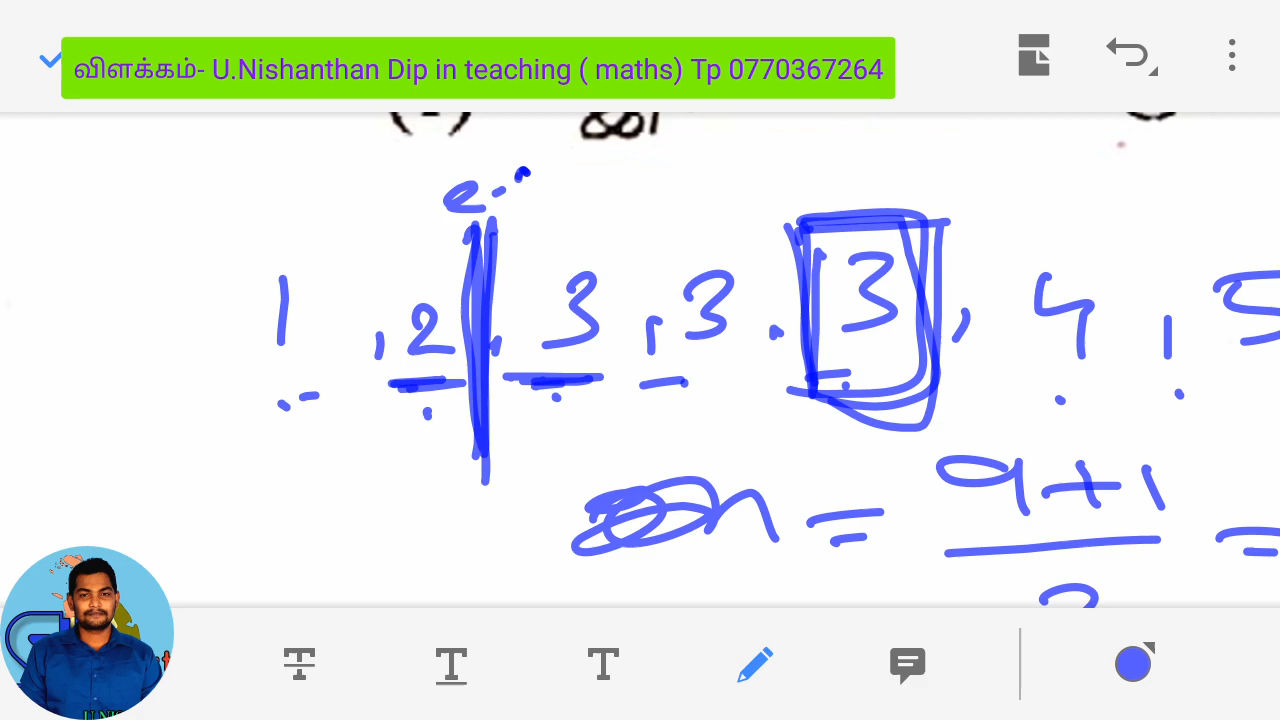 விளக்கம்- U.Nishanthan Dip in teaching ( maths) Tp 0770367264
1 , 2 , 3 , 3 . 3 , 4 , 5
n = 9+1 =
2